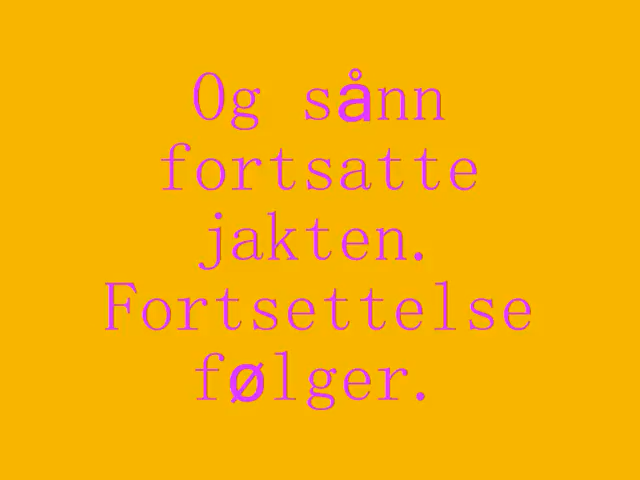 Og sånn
fortsatte
jakten.
Fortsettelse
følger.